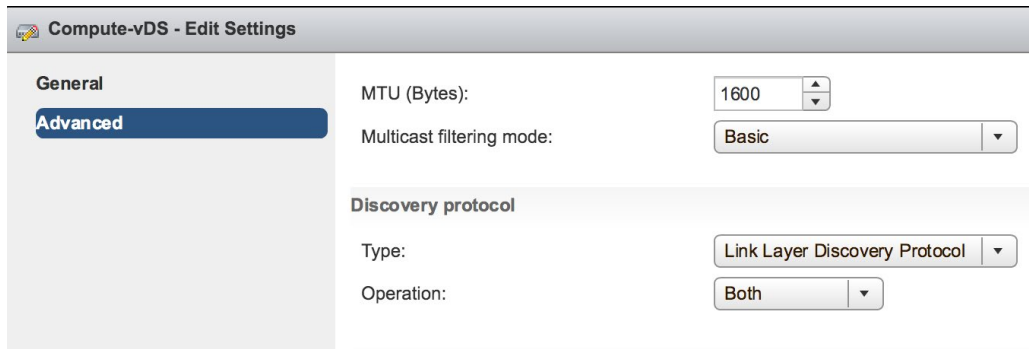 Compute-vDS - Edit Settings
General
Advanced
MTU (Bytes): 1600
Multicast filtering mode: Basic
Discovery protocol
Type: Link Layer Discovery Protocol
Operation: Both